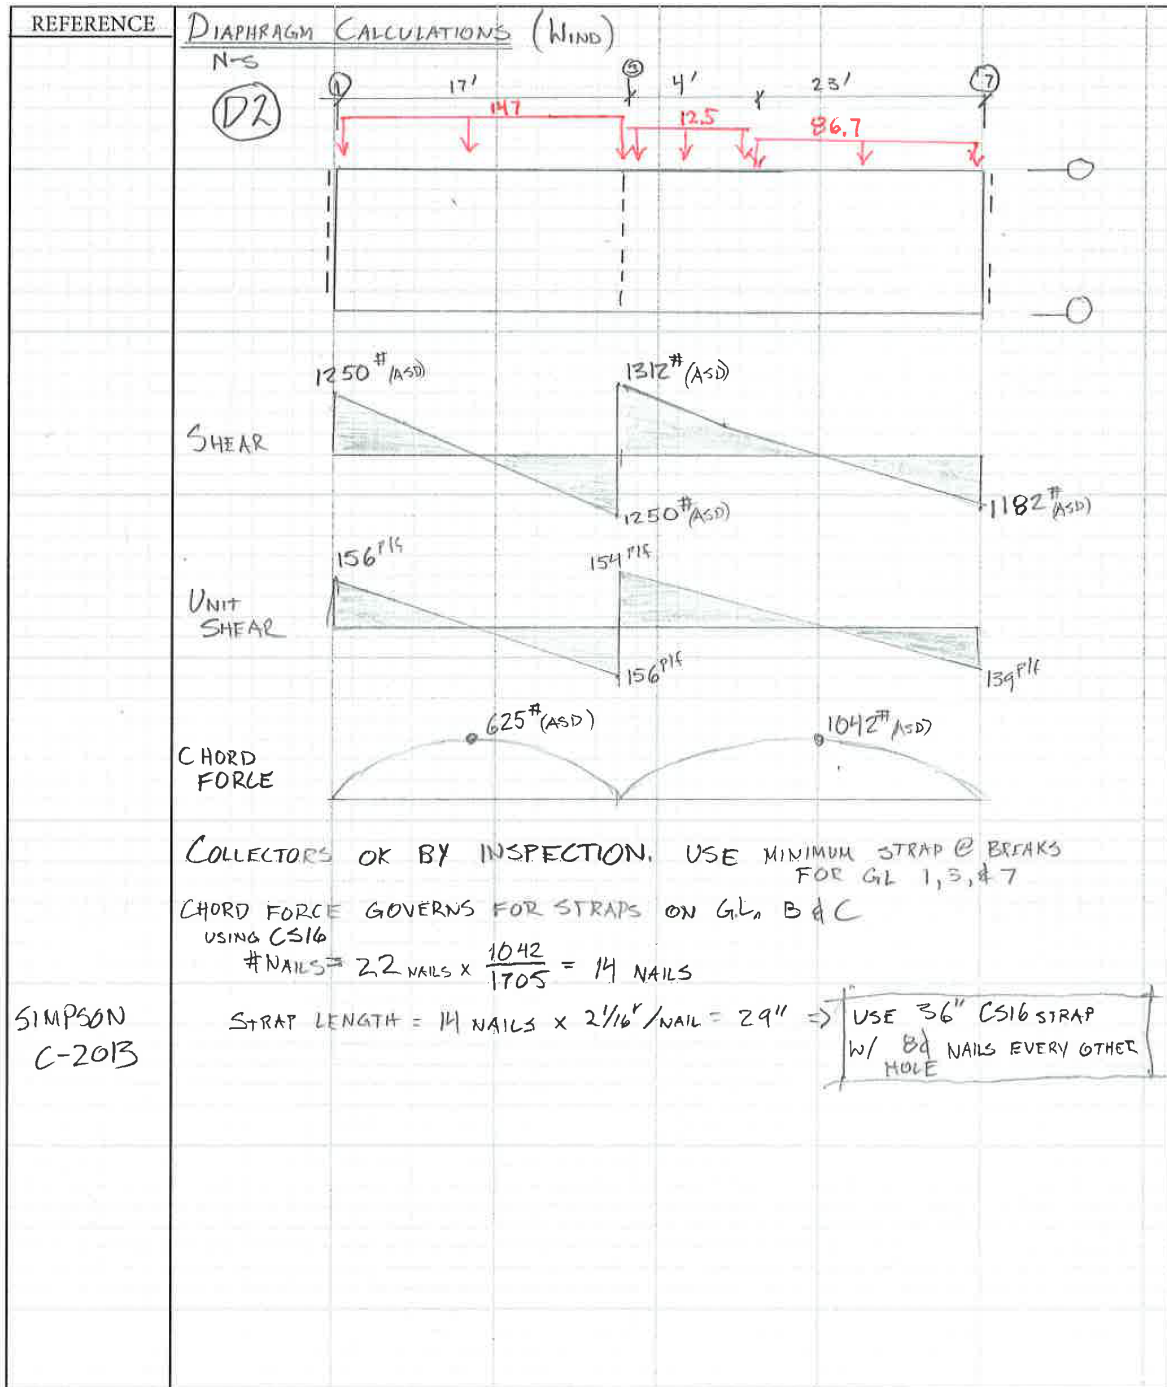 REFERENCE
DIAPHRAGM CALCULATIONS (WIND)
N-S
D2
1 17' 4' 23' 7
147 12.5 86.7
1250# (ASD) 1312# (ASD)
SHEAR
1250# (ASD) 1182# (ASD)
156 plf 154 plf
UNIT
SHEAR
156 plf 139 plf
625# (ASD) 1042# (ASD)
CHORD
FORCE
COLLECTORS OK BY INSPECTION. USE MINIMUM STRAP @ BREAKS
FOR GL 1, 5, & 7
CHORD FORCE GOVERNS FOR STRAPS ON G.L. B & C
USING CS16
#NAILS = 22 NAILS x 1042/1705 = 14 NAILS
SIMPSON
C-2013
STRAP LENGTH = 14 NAILS x 2 1/16"/NAIL = 29" => USE 36" CS16 STRAP
W/ 8d NAILS EVERY OTHER
HOLE